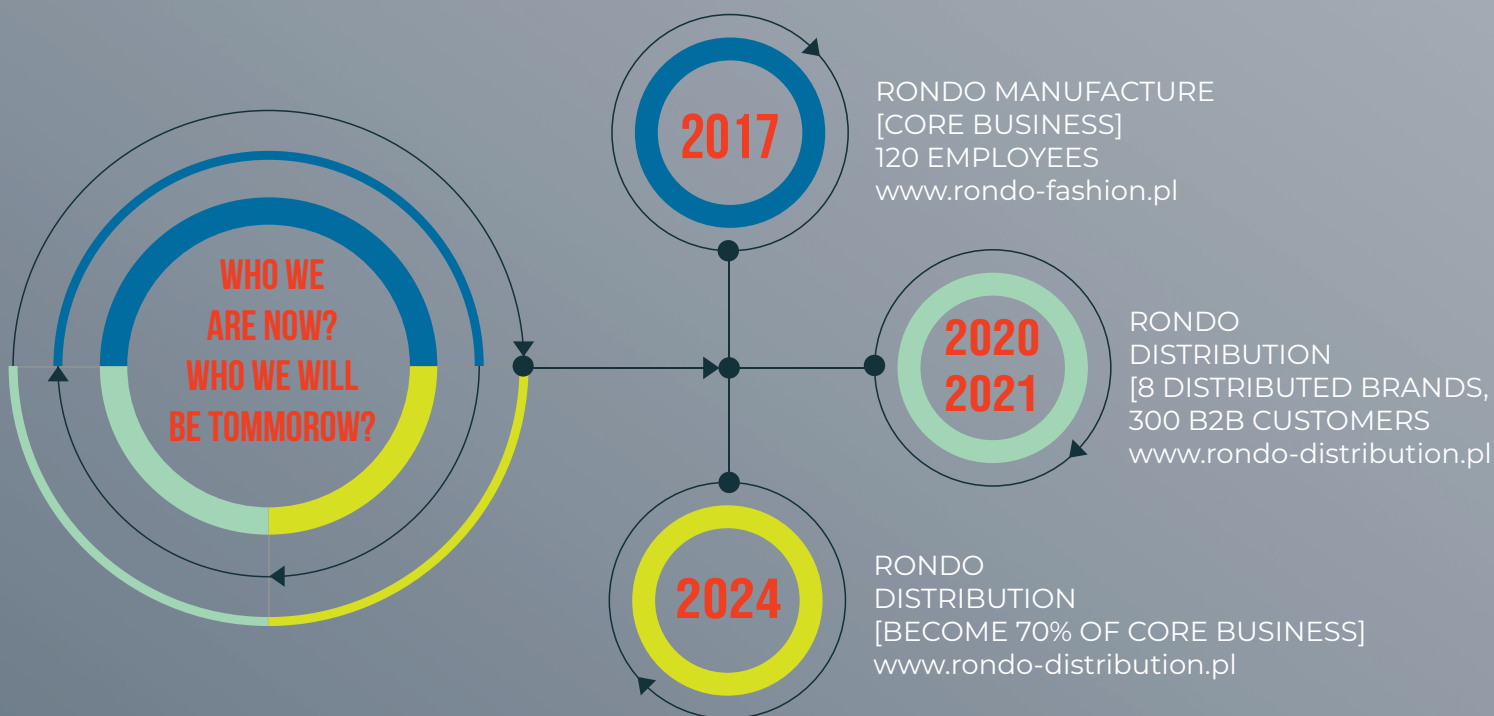 WHO WE
ARE NOW?
WHO WE WILL
BE TOMMOROW?
2017
RONDO MANUFACTURE
[CORE BUSINESS]
120 EMPLOYEES
www.rondo-fashion.pl
2020
2021
RONDO
DISTRIBUTION
[8 DISTRIBUTED BRANDS,
300 B2B CUSTOMERS
www.rondo-distribution.pl
2024
RONDO
DISTRIBUTION
[BECOME 70% OF CORE BUSINESS]
www.rondo-distribution.pl